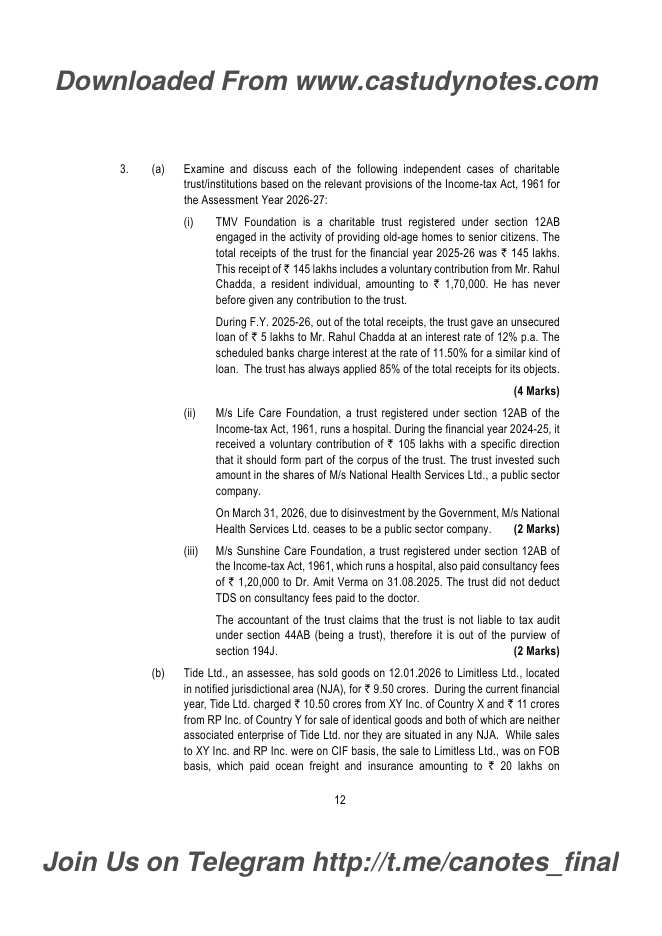 Downloaded From www.castudynotes.com
3. (a) Examine and discuss each of the following independent cases of charitable
trust/institutions based on the relevant provisions of the Income-tax Act, 1961 for
the Assessment Year 2026-27:
(i) TMV Foundation is a charitable trust registered under section 12AB
engaged in the activity of providing old-age homes to senior citizens. The
total receipts of the trust for the financial year 2025-26 was ₹ 145 lakhs.
This receipt of ₹ 145 lakhs includes a voluntary contribution from Mr. Rahul
Chadda, a resident individual, amounting to ₹ 1,70,000. He has never
before given any contribution to the trust.
During F.Y. 2025-26, out of the total receipts, the trust gave an unsecured
loan of ₹ 5 lakhs to Mr. Rahul Chadda at an interest rate of 12% p.a. The
scheduled banks charge interest at the rate of 11.50% for a similar kind of
loan. The trust has always applied 85% of the total receipts for its objects.
(4 Marks)
(ii) M/s Life Care Foundation, a trust registered under section 12AB of the
Income-tax Act, 1961, runs a hospital. During the financial year 2024-25, it
received a voluntary contribution of ₹ 105 lakhs with a specific direction
that it should form part of the corpus of the trust. The trust invested such
amount in the shares of M/s National Health Services Ltd., a public sector
company.
On March 31, 2026, due to disinvestment by the Government, M/s National
Health Services Ltd. ceases to be a public sector company. (2 Marks)
(iii) M/s Sunshine Care Foundation, a trust registered under section 12AB of
the Income-tax Act, 1961, which runs a hospital, also paid consultancy fees
of ₹ 1,20,000 to Dr. Amit Verma on 31.08.2025. The trust did not deduct
TDS on consultancy fees paid to the doctor.
The accountant of the trust claims that the trust is not liable to tax audit
under section 44AB (being a trust), therefore it is out of the purview of
section 194J. (2 Marks)
(b) Tide Ltd., an assessee, has sold goods on 12.01.2026 to Limitless Ltd., located
in notified jurisdictional area (NJA), for ₹ 9.50 crores. During the current financial
year, Tide Ltd. charged ₹ 10.50 crores from XY Inc. of Country X and ₹ 11 crores
from RP Inc. of Country Y for sale of identical goods and both of which are neither
associated enterprise of Tide Ltd. nor they are situated in any NJA. While sales
to XY Inc. and RP Inc. were on CIF basis, the sale to Limitless Ltd., was on FOB
basis, which paid ocean freight and insurance amounting to ₹ 20 lakhs on
12
Join Us on Telegram http://t.me/canotes_final